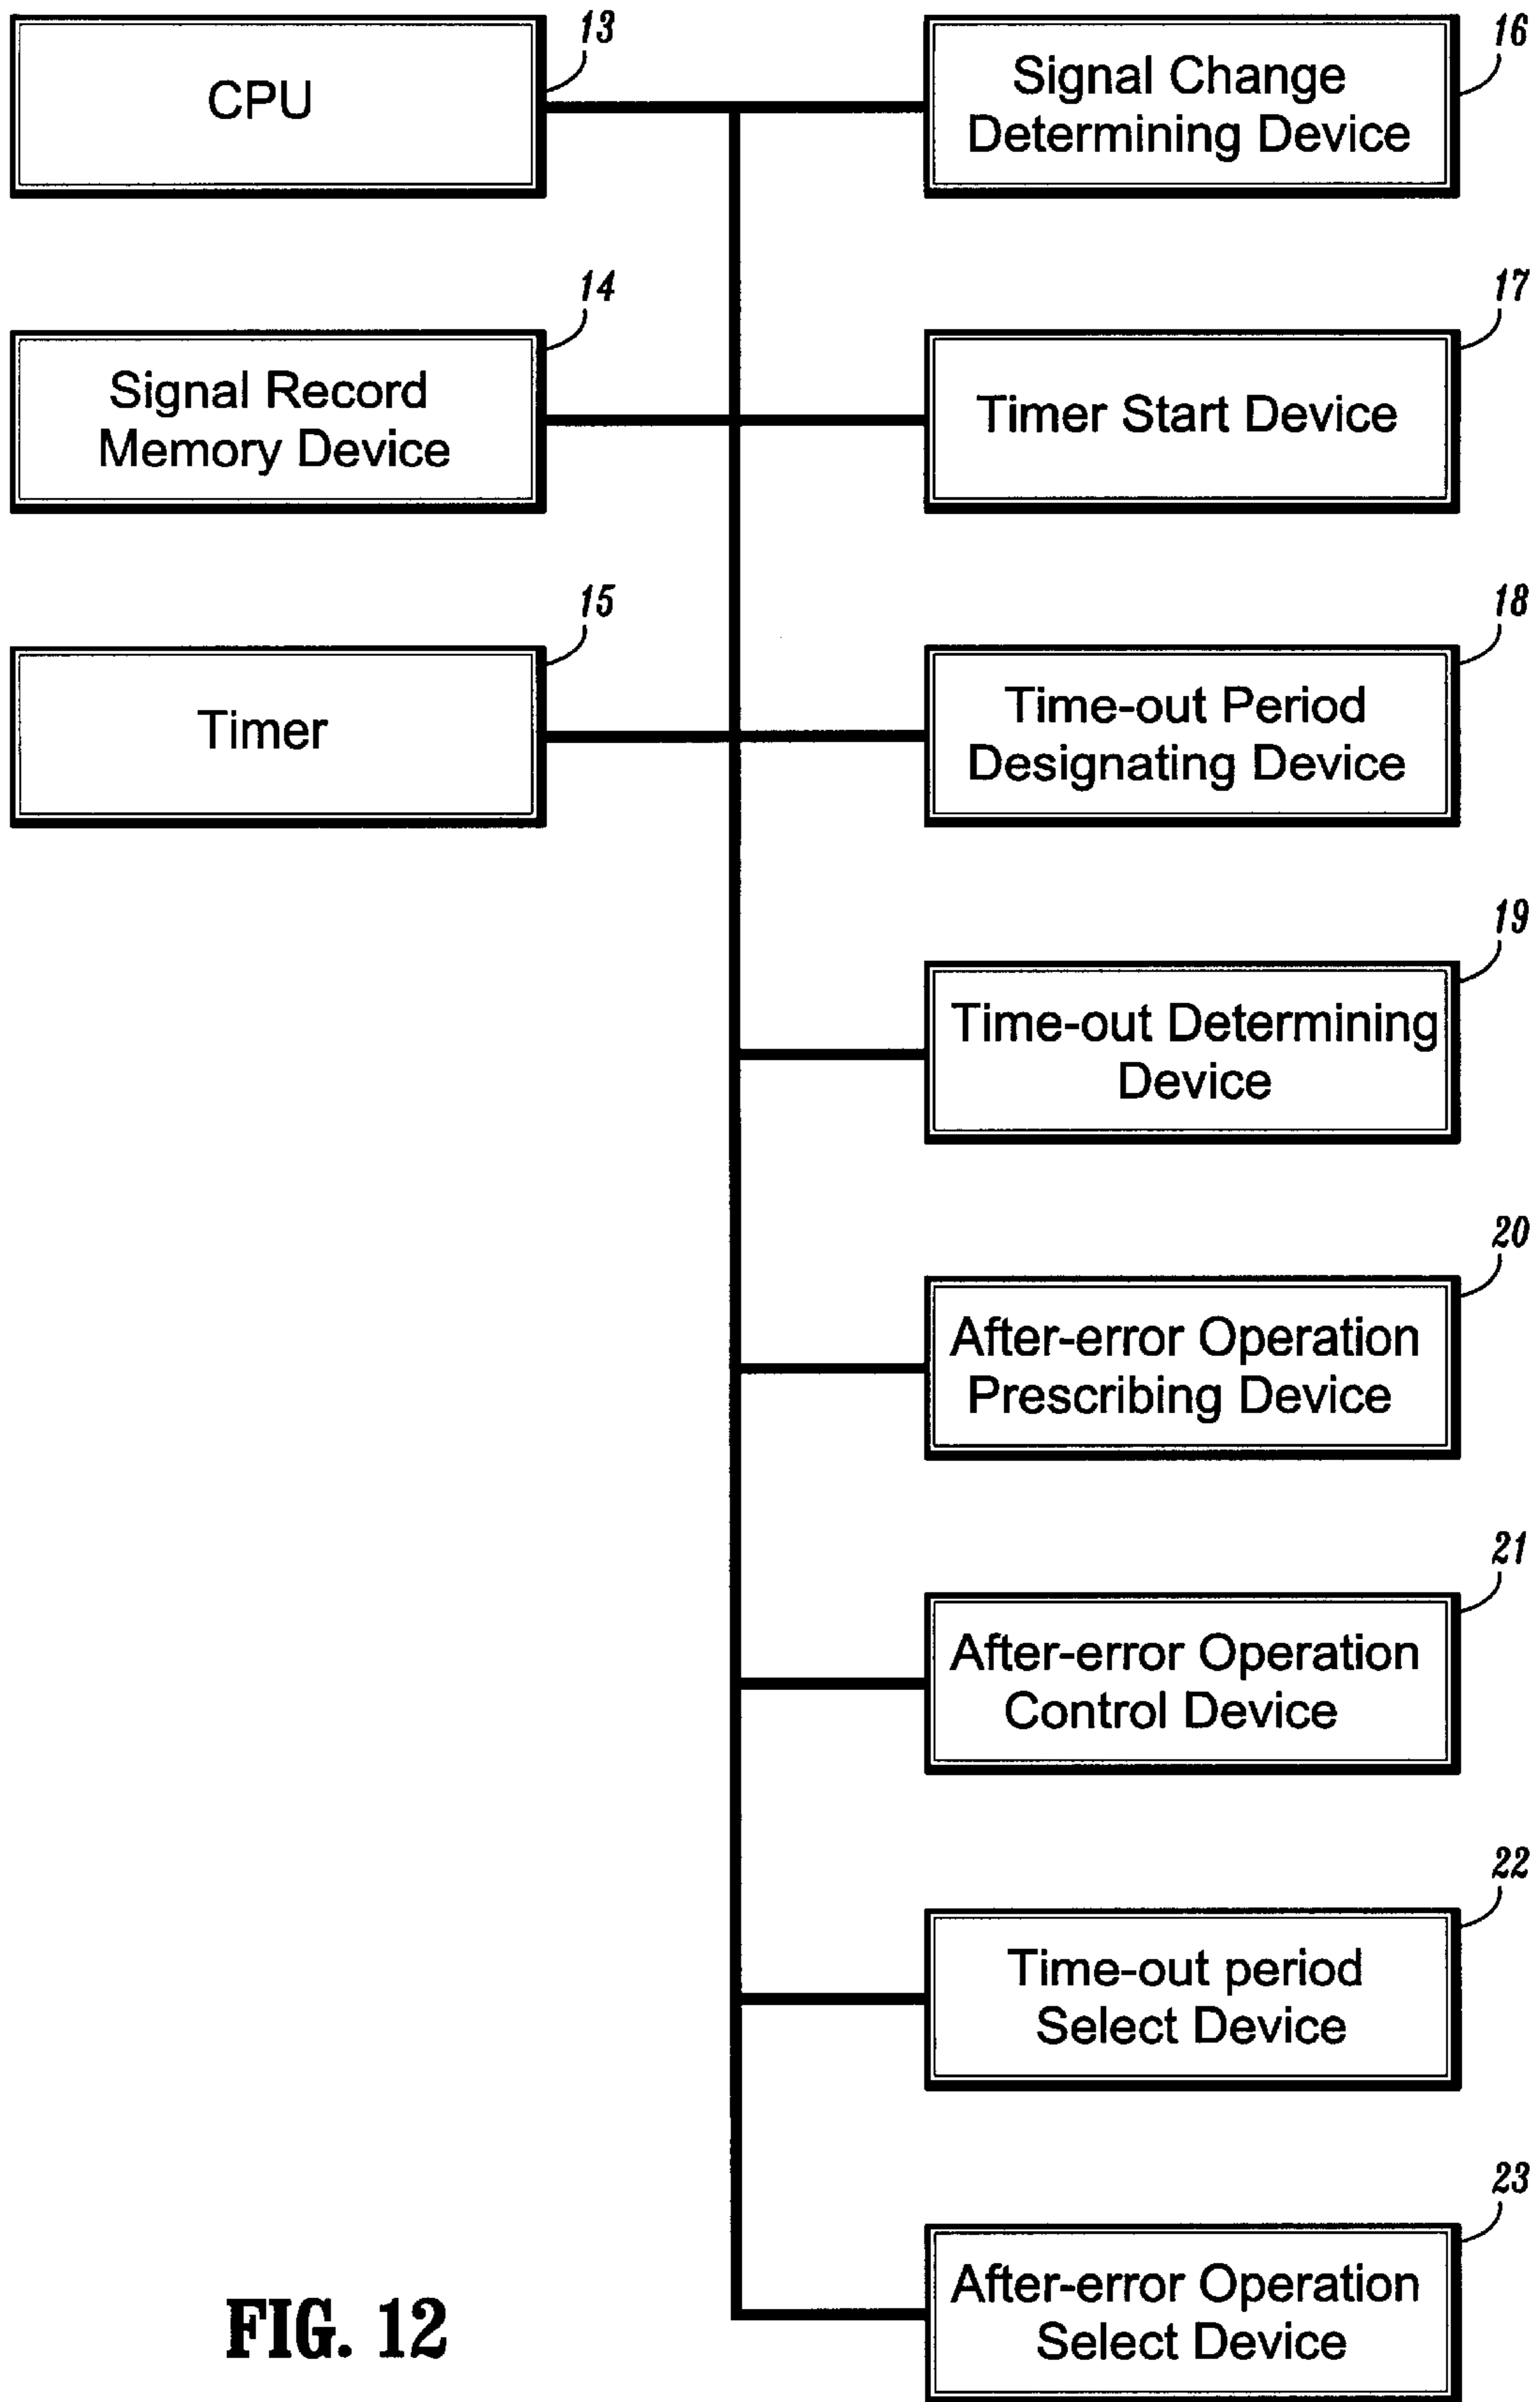 13
CPU
14
Signal Record
Memory Device
15
Timer
16
Signal Change
Determining Device
17
Timer Start Device
18
Time-out Period
Designating Device
19
Time-out Determining
Device
20
After-error Operation
Prescribing Device
21
After-error Operation
Control Device
22
Time-out period
Select Device
23
After-error Operation
Select Device
FIG. 12